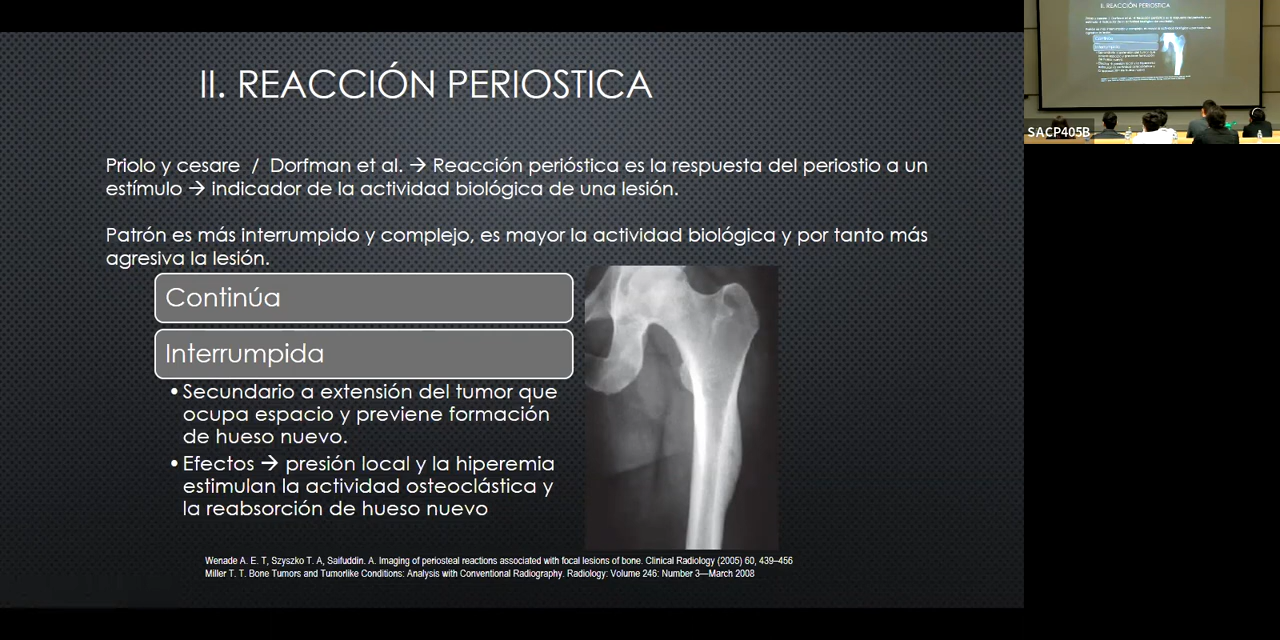 II. REACCIÓN PERIOSTICA
Priolo y cesare / Dorfman et al. → Reacción perióstica es la respuesta del periostio a un
estímulo → indicador de la actividad biológica de una lesión.
Patrón es más interrumpido y complejo, es mayor la actividad biológica y por tanto más
agresiva la lesión.
Continúa
Interrumpida
•Secundario a extensión del tumor que
ocupa espacio y previene formación
de hueso nuevo.
•Efectos → presión local y la hiperemia
estimulan la actividad osteoclástica y
la reabsorción de hueso nuevo
Wenade A. E. T, Szyszko T. A, Saifuddin. A. Imaging of periosteal reactions associated with focal lesions of bone. Clinical Radiology (2005) 60, 439–456
Miller T. T. Bone Tumors and Tumorlike Conditions: Analysis with Conventional Radiography. Radiology: Volume 246: Number 3—March 2008
II. REACCIÓN PERIOSTICA
SACP405B